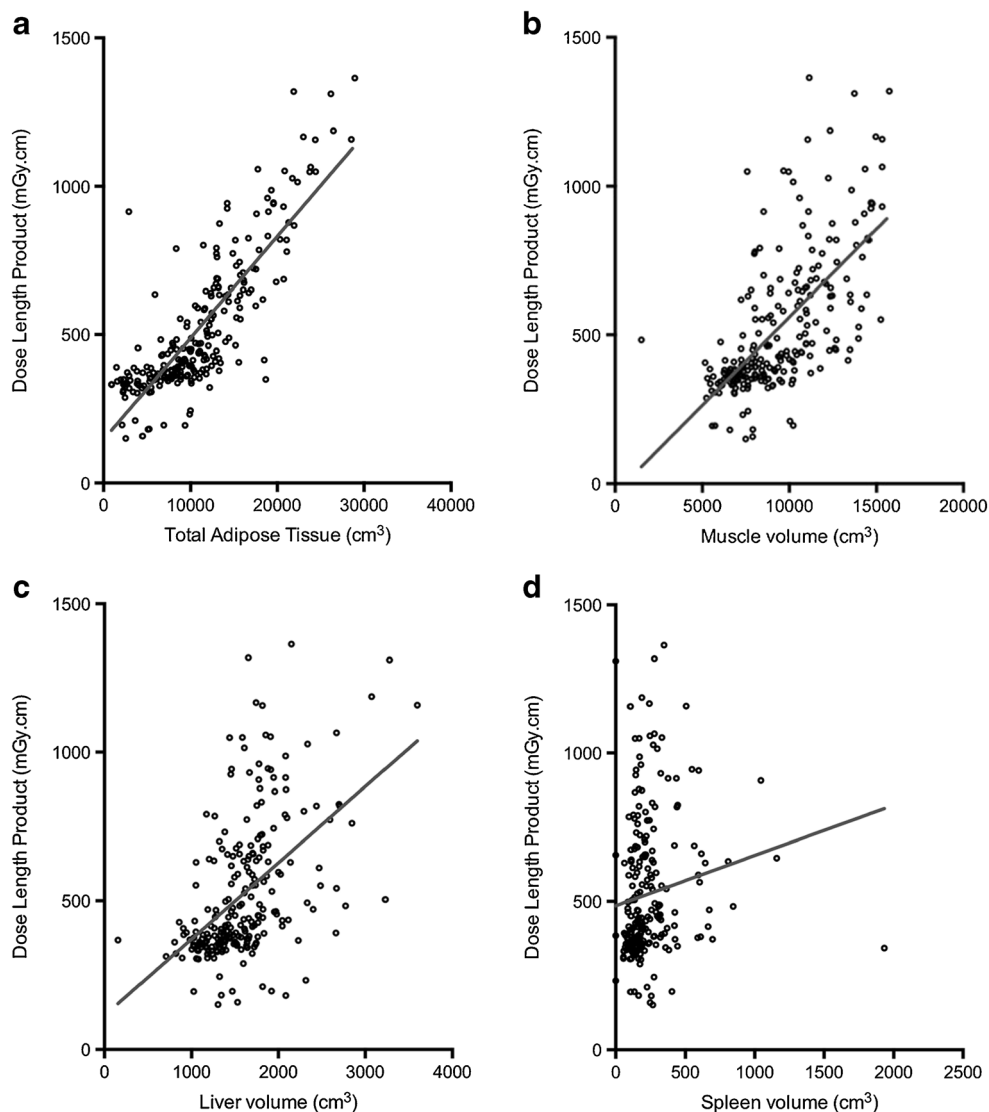 a
b
1500
1000
500
0
Dose Length Product (mGy.cm)
0 10000 20000 30000 40000
Total Adipose Tissue (cm³)
1500
1000
500
0
Dose Length Product (mGy.cm)
0 5000 10000 15000 20000
Muscle volume (cm³)
c
d
1500
1000
500
0
Dose Length Product (mGy.cm)
0 1000 2000 3000 4000
Liver volume (cm³)
1500
1000
500
0
Dose Length Product (mGy.cm)
0 500 1000 1500 2000 2500
Spleen volume (cm³)